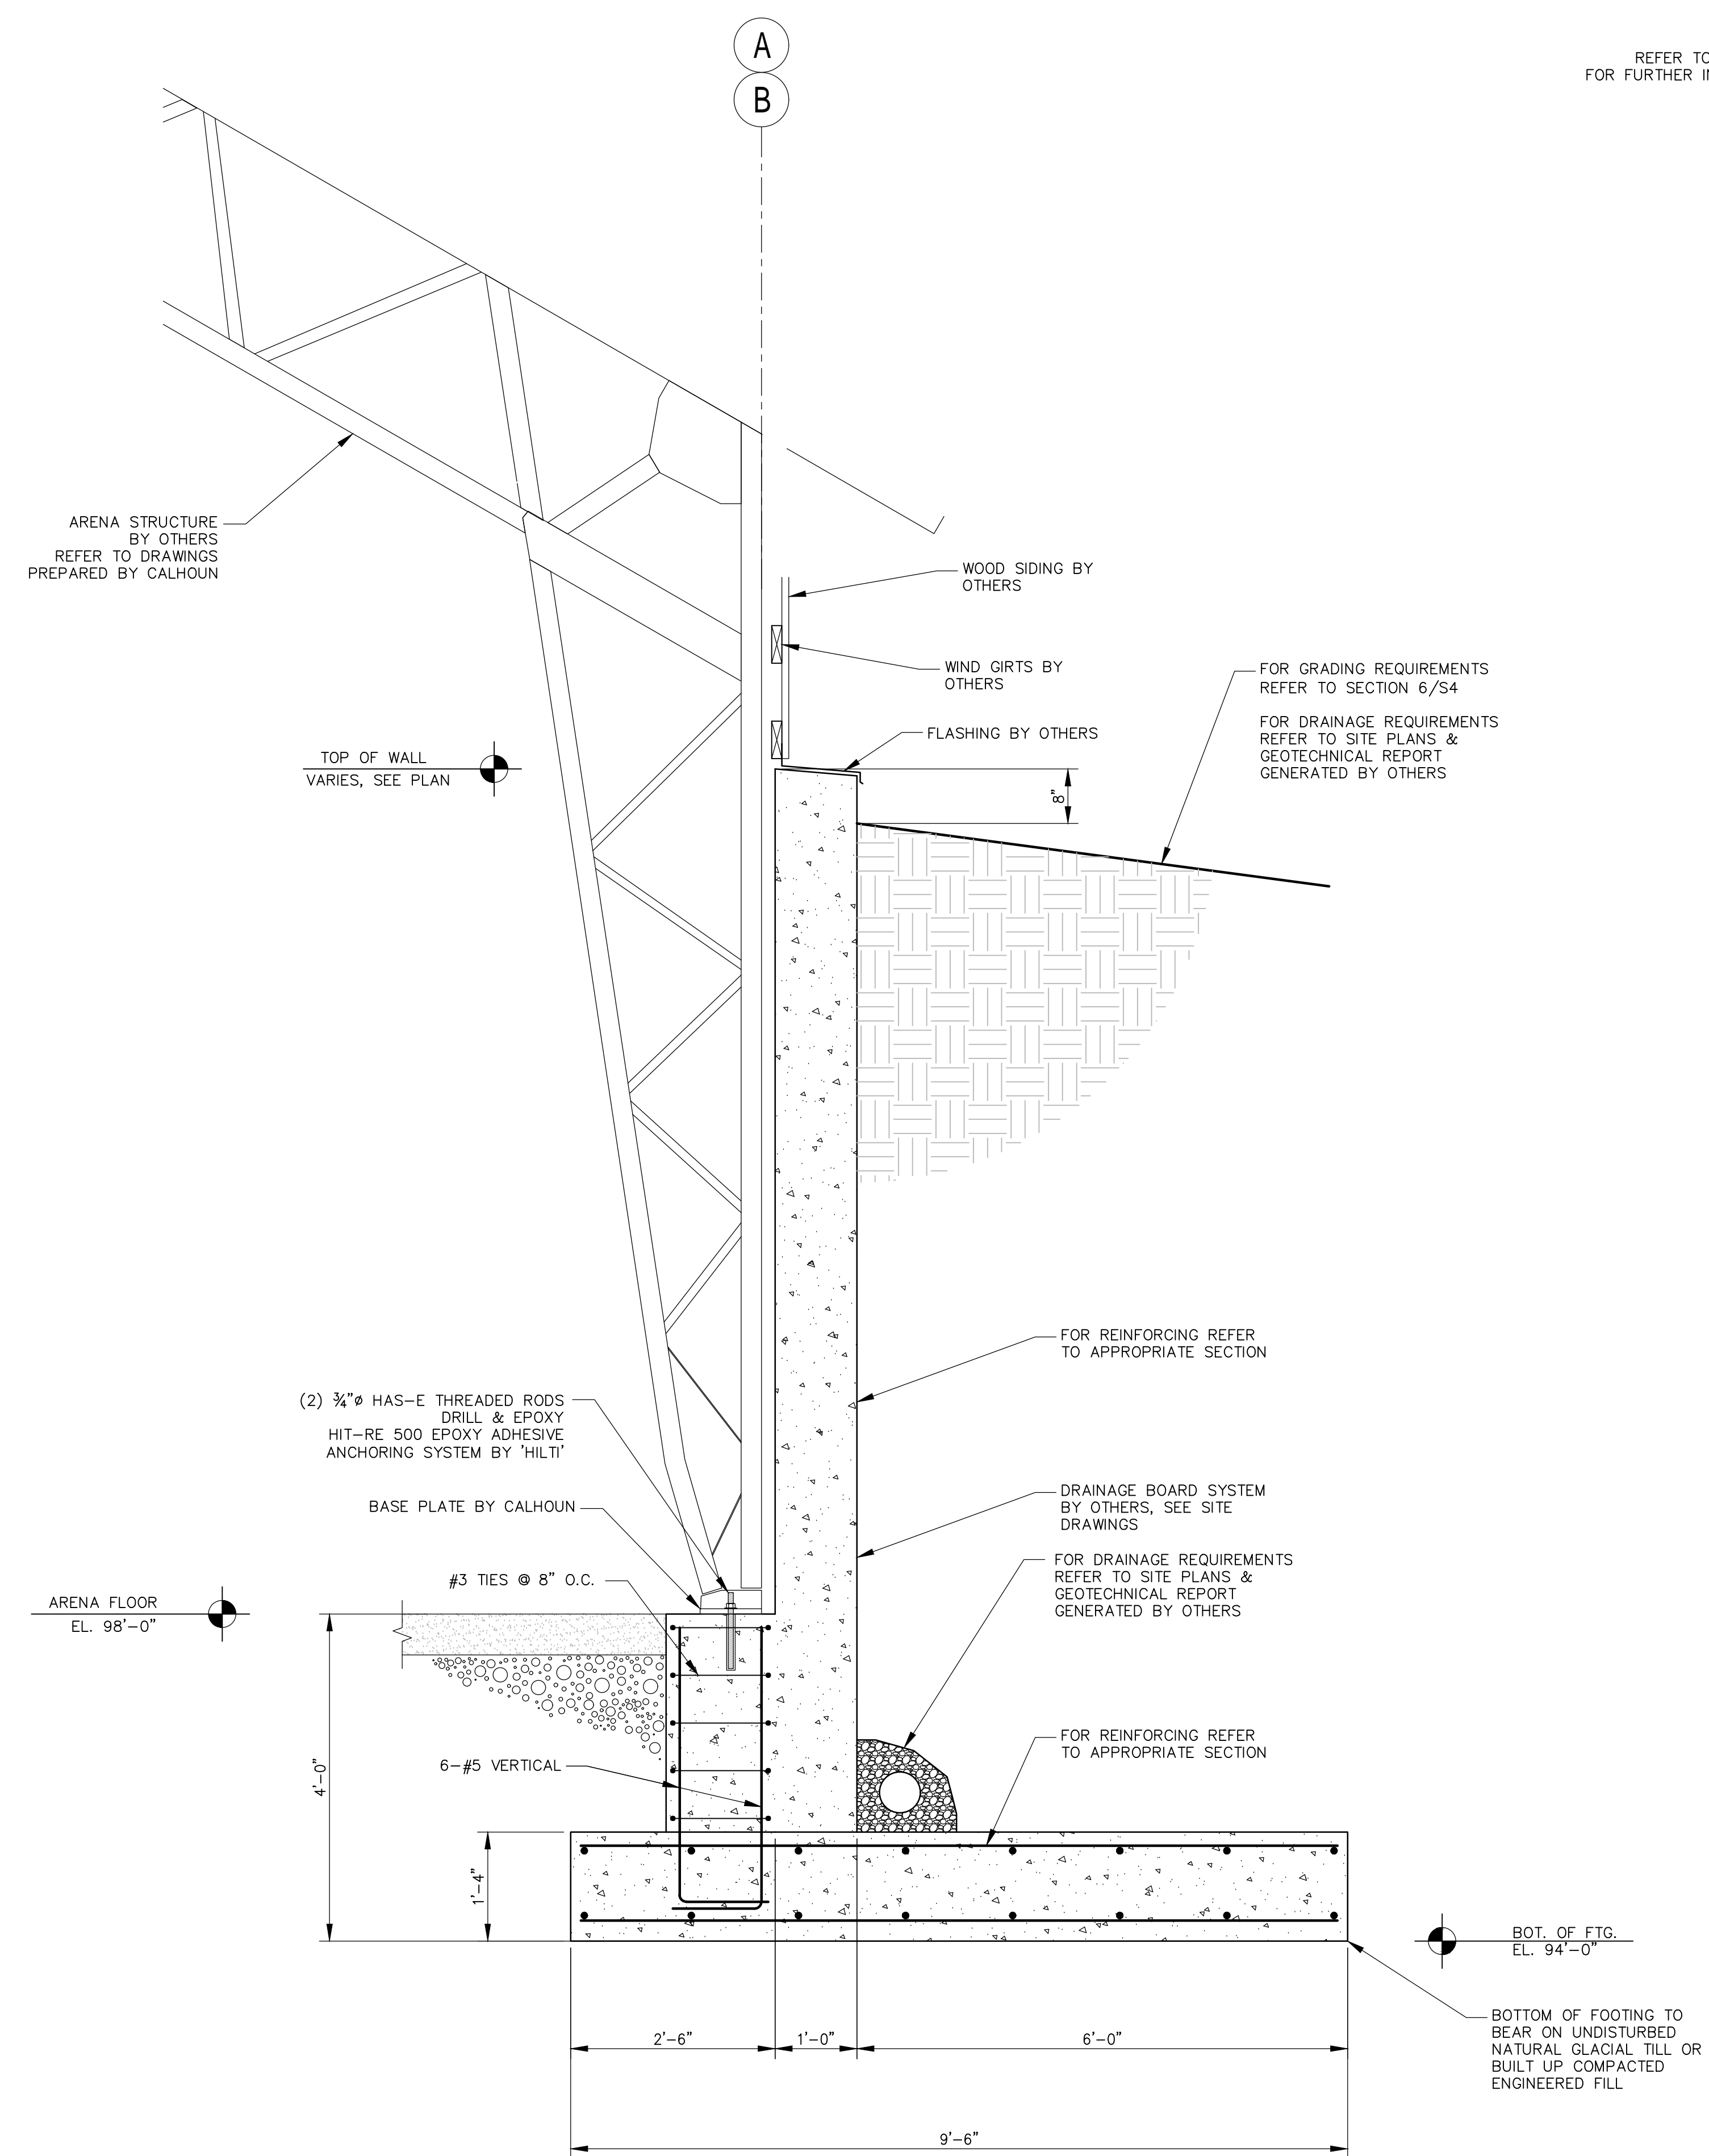 A
B
REFER TO
FOR FURTHER
ARENA STRUCTURE
BY OTHERS
REFER TO DRAWINGS
PREPARED BY CALHOUN
WOOD SIDING BY
OTHERS
WIND GIRTS BY
OTHERS
FLASHING BY OTHERS
FOR GRADING REQUIREMENTS
REFER TO SECTION 6/S4
FOR DRAINAGE REQUIREMENTS
REFER TO SITE PLANS &
GEOTECHNICAL REPORT
GENERATED BY OTHERS
TOP OF WALL
VARIES, SEE PLAN
8"
FOR REINFORCING REFER
TO APPROPRIATE SECTION
(2) ¾"ø HAS-E THREADED RODS
DRILL & EPOXY
HIT-RE 500 EPOXY ADHESIVE
ANCHORING SYSTEM BY 'HILTI'
BASE PLATE BY CALHOUN
DRAINAGE BOARD SYSTEM
BY OTHERS, SEE SITE
DRAWINGS
FOR DRAINAGE REQUIREMENTS
REFER TO SITE PLANS &
GEOTECHNICAL REPORT
GENERATED BY OTHERS
#3 TIES @ 8" O.C.
ARENA FLOOR
EL. 98'-0"
6-#5 VERTICAL
FOR REINFORCING REFER
TO APPROPRIATE SECTION
4'-0"
1'-4"
BOT. OF FTG.
EL. 94'-0"
BOTTOM OF FOOTING TO
BEAR ON UNDISTURBED
NATURAL GLACIAL TILL OR
BUILT UP COMPACTED
ENGINEERED FILL
2'-6"
1'-0"
6'-0"
9'-6"